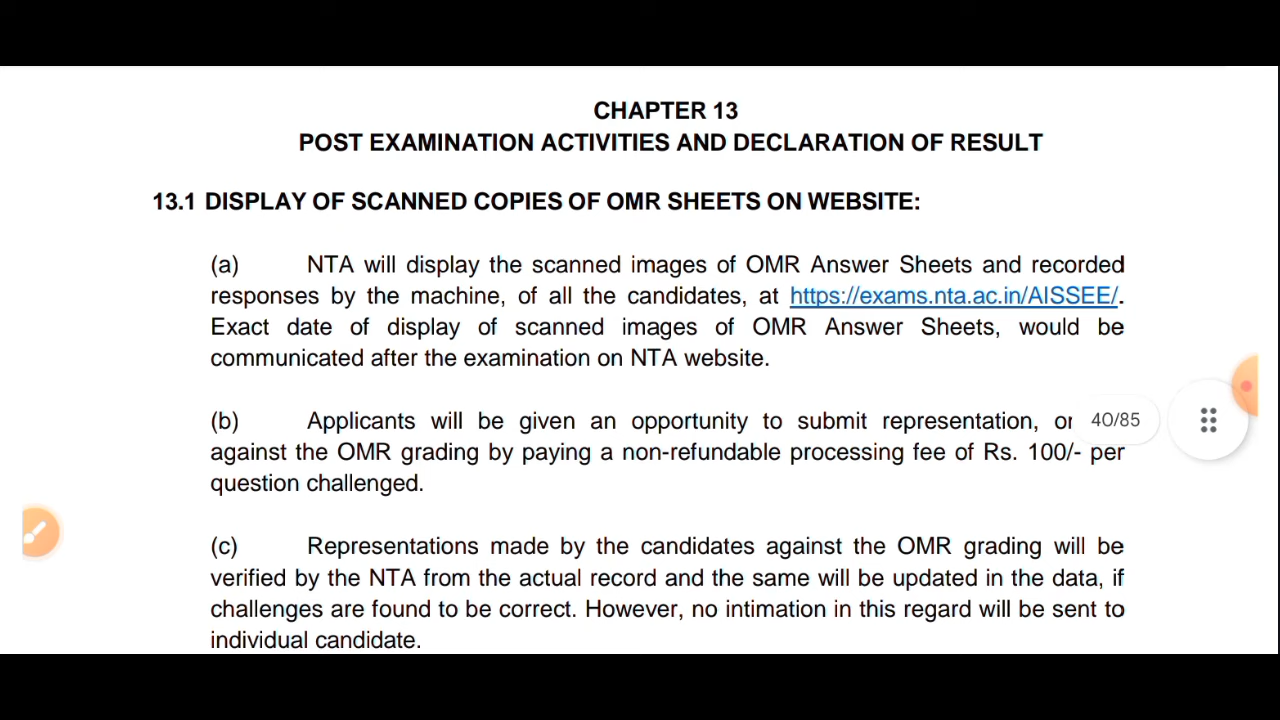 CHAPTER 13
POST EXAMINATION ACTIVITIES AND DECLARATION OF RESULT
13.1 DISPLAY OF SCANNED COPIES OF OMR SHEETS ON WEBSITE:
(a) NTA will display the scanned images of OMR Answer Sheets and recorded
responses by the machine, of all the candidates, at https://exams.nta.ac.in/AISSEE/.
Exact date of display of scanned images of OMR Answer Sheets, would be
communicated after the examination on NTA website.
(b) Applicants will be given an opportunity to submit representation,
40/85
against the OMR grading by paying a non-refundable processing fee of Rs. 100/- per
question challenged.
(c) Representations made by the candidates against the OMR grading will be
verified by the NTA from the actual record and the same will be updated in the data, if
challenges are found to be correct. However, no intimation in this regard will be sent to
individual candidate.